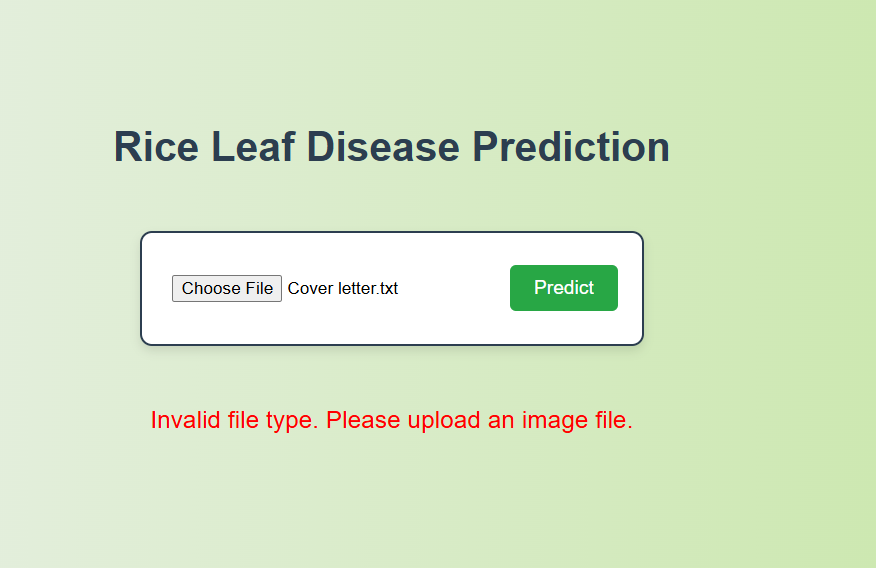 Rice Leaf Disease Prediction
Choose File Cover letter.txt Predict
Invalid file type. Please upload an image file.